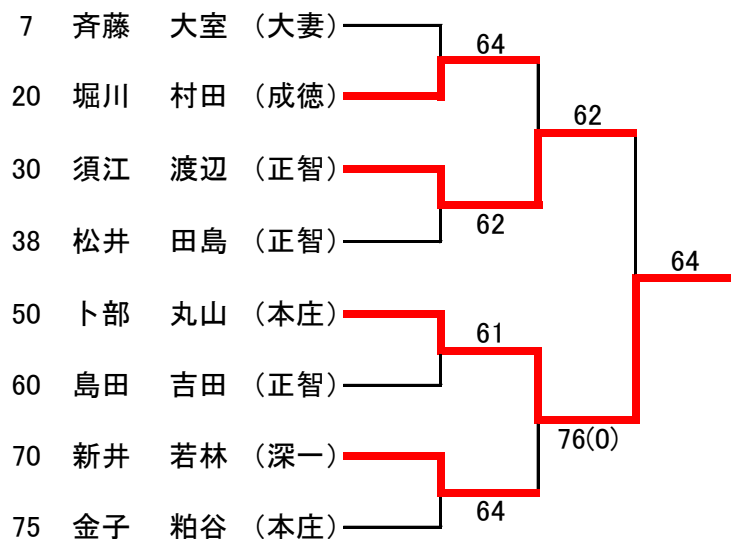 7 斉藤 大室 (大妻)
64
20 堀川 村田 (成徳)
62
30 須江 渡辺 (正智)
62
38 松井 田島 (正智)
64
50 卜部 丸山 (本庄)
61
60 島田 吉田 (正智)
76(0)
70 新井 若林 (深一)
64
75 金子 粕谷 (本庄)